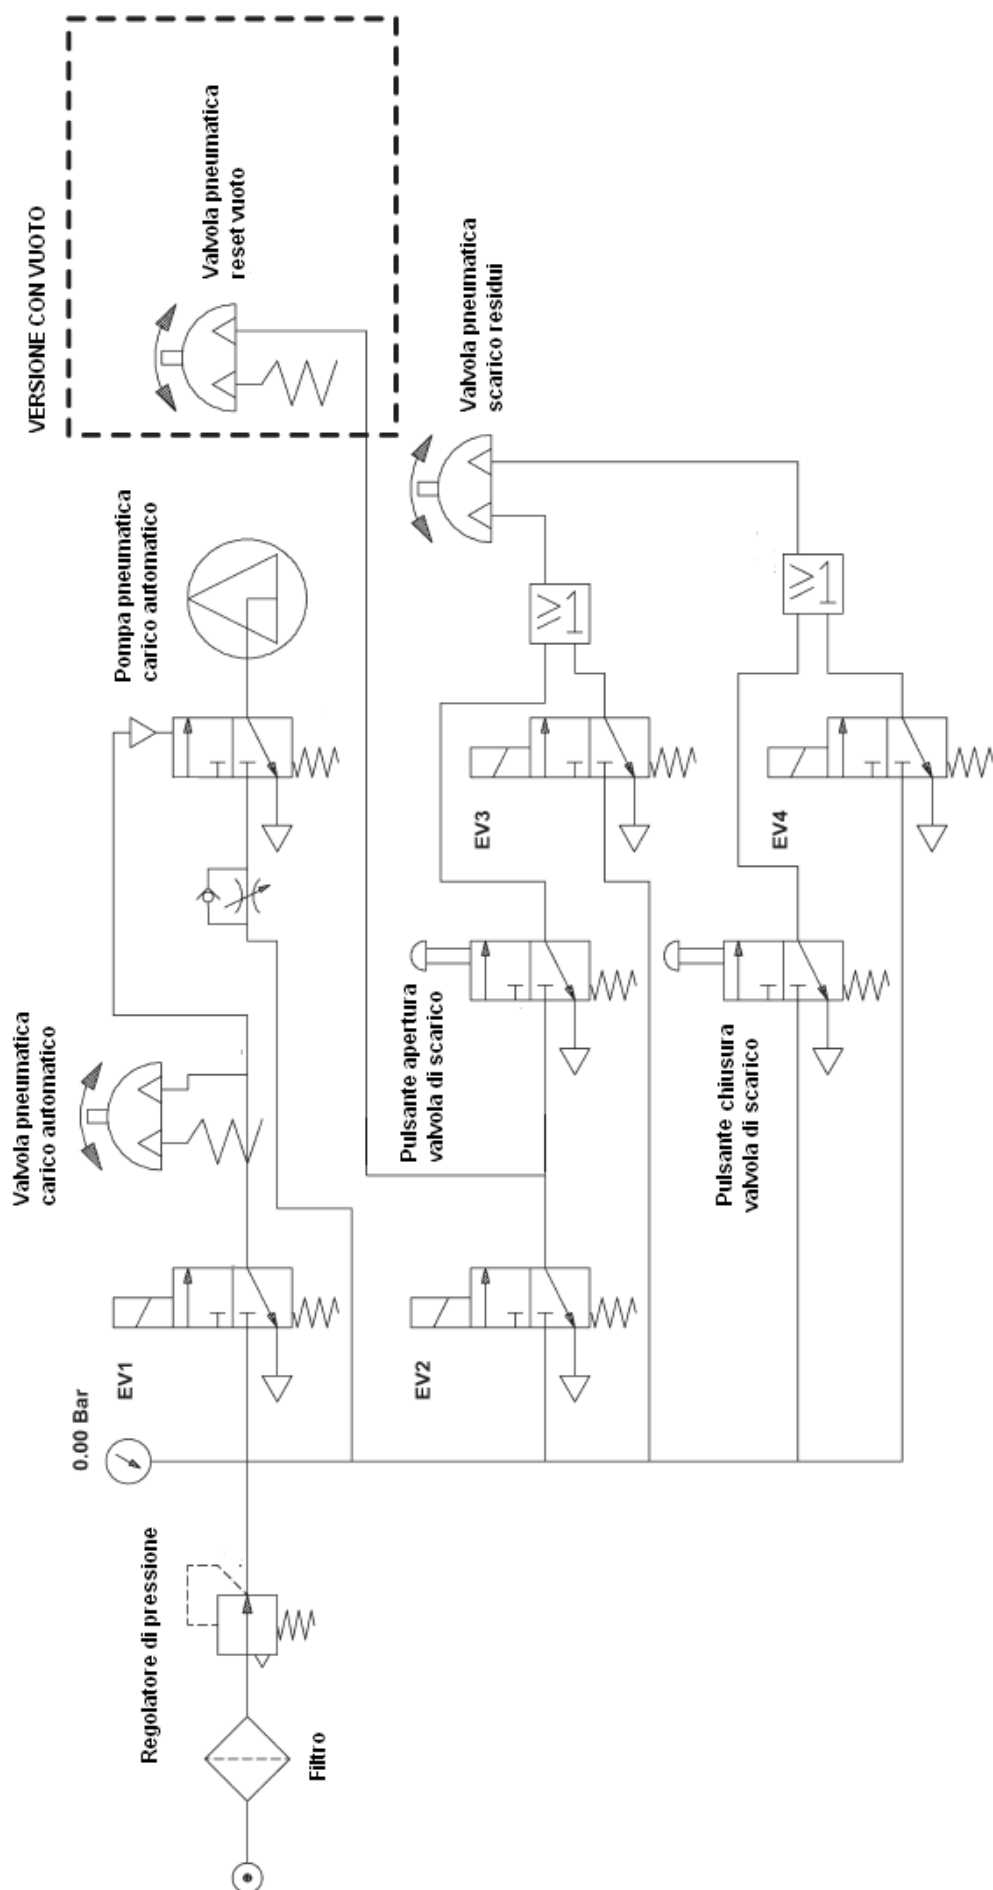 VERSIONE CON VUOTO
Valvola pneumatica
reset vuoto
Valvola pneumatica
scarico residui
Pompa pneumatica
carico automatico
≥1
≥1
EV3
EV4
Valvola pneumatica
carico automatico
Pulsante apertura
valvola di scarico
Pulsante chiusura
valvola di scarico
EV1
EV2
0.00 Bar
Regolatore di pressione
Filtro